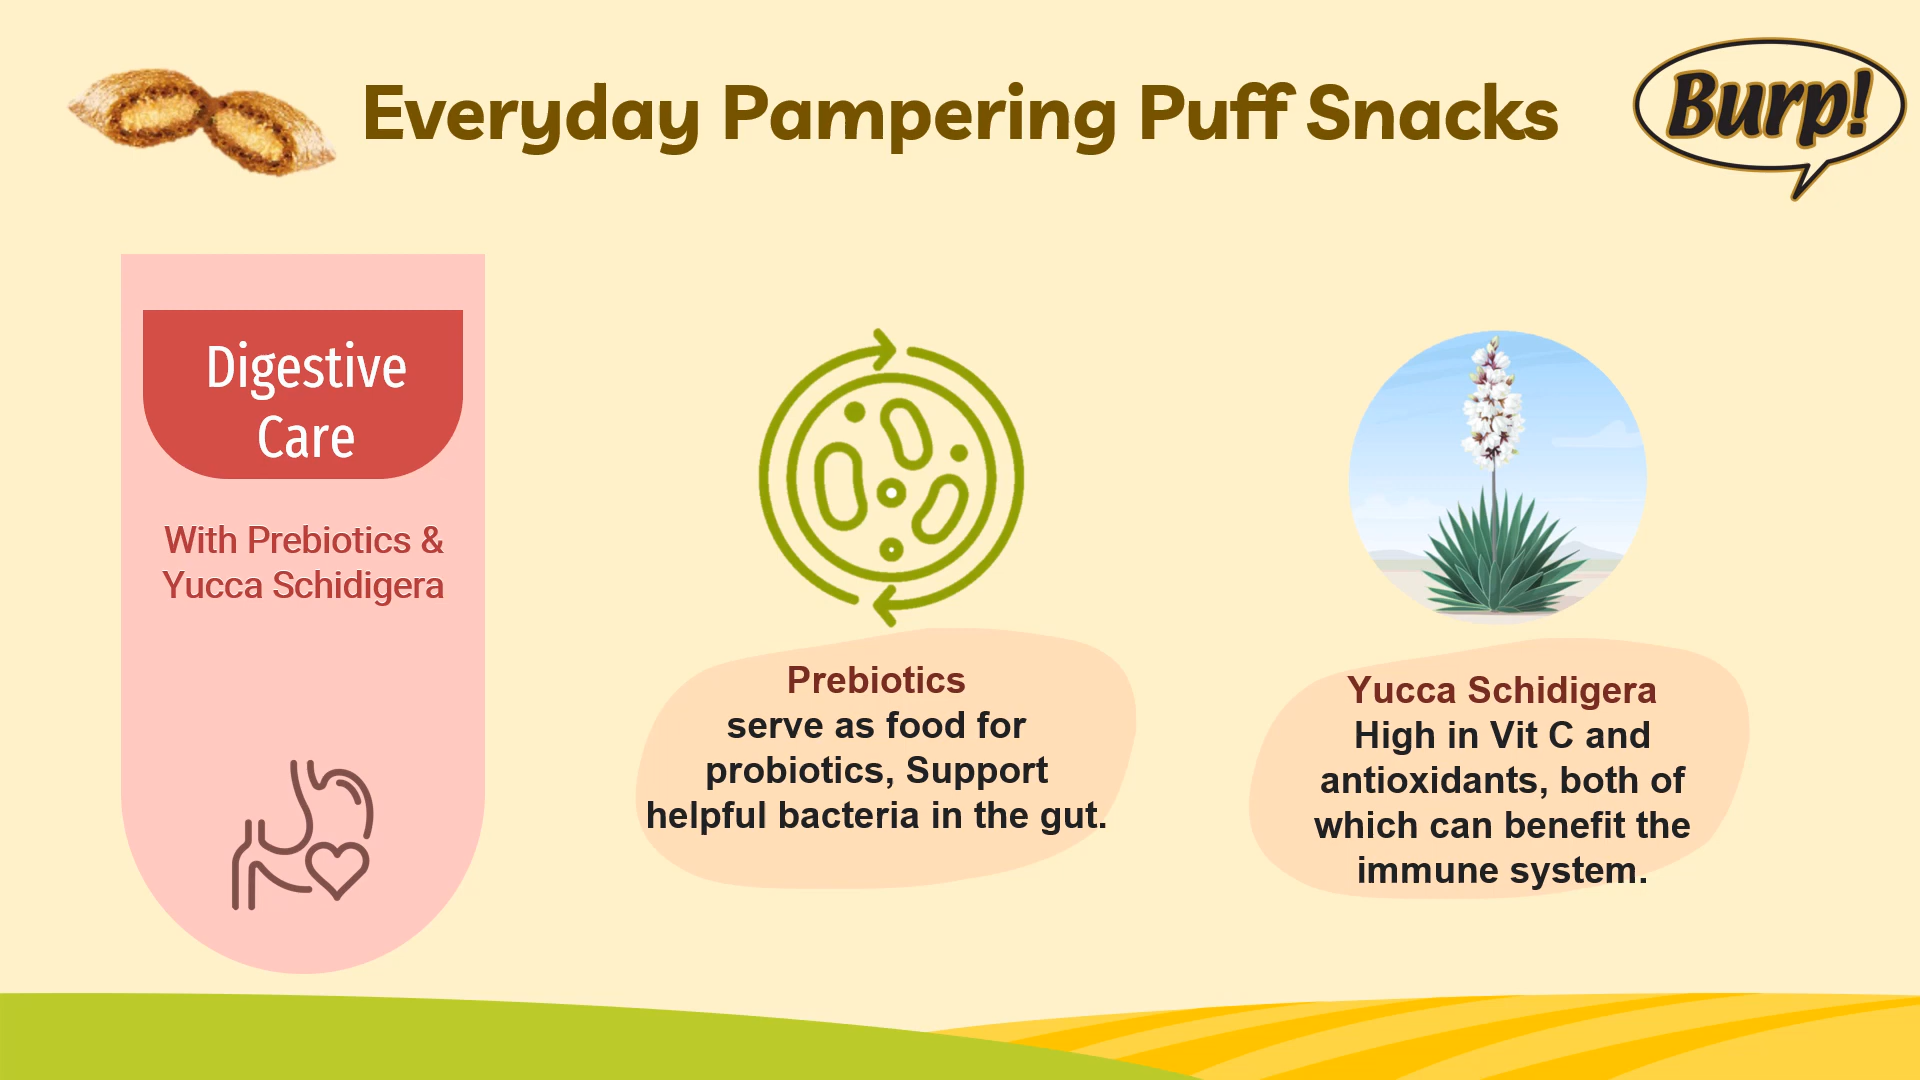 Everyday Pampering Puff Snacks
Burp!
Digestive
Care
With Prebiotics &
Yucca Schidigera
Prebiotics
serve as food for
probiotics, Support
helpful bacteria in the gut.
Yucca Schidigera
High in Vit C and
antioxidants, both of
which can benefit the
immune system.